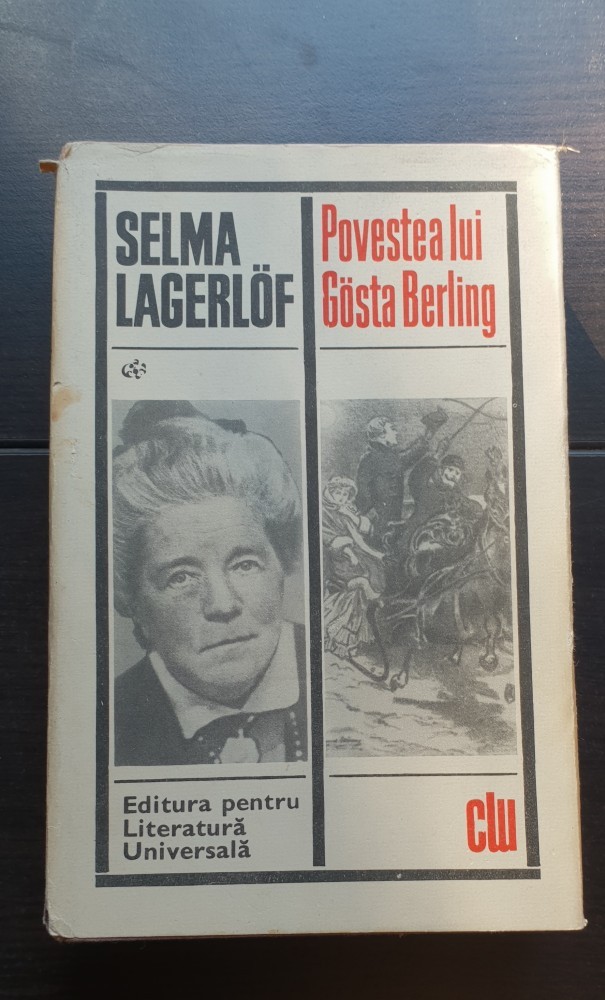 SELMA
LAGERLÖF
Povestea lui
Gösta Berling
Editura pentru
Literatură
Universală
clu